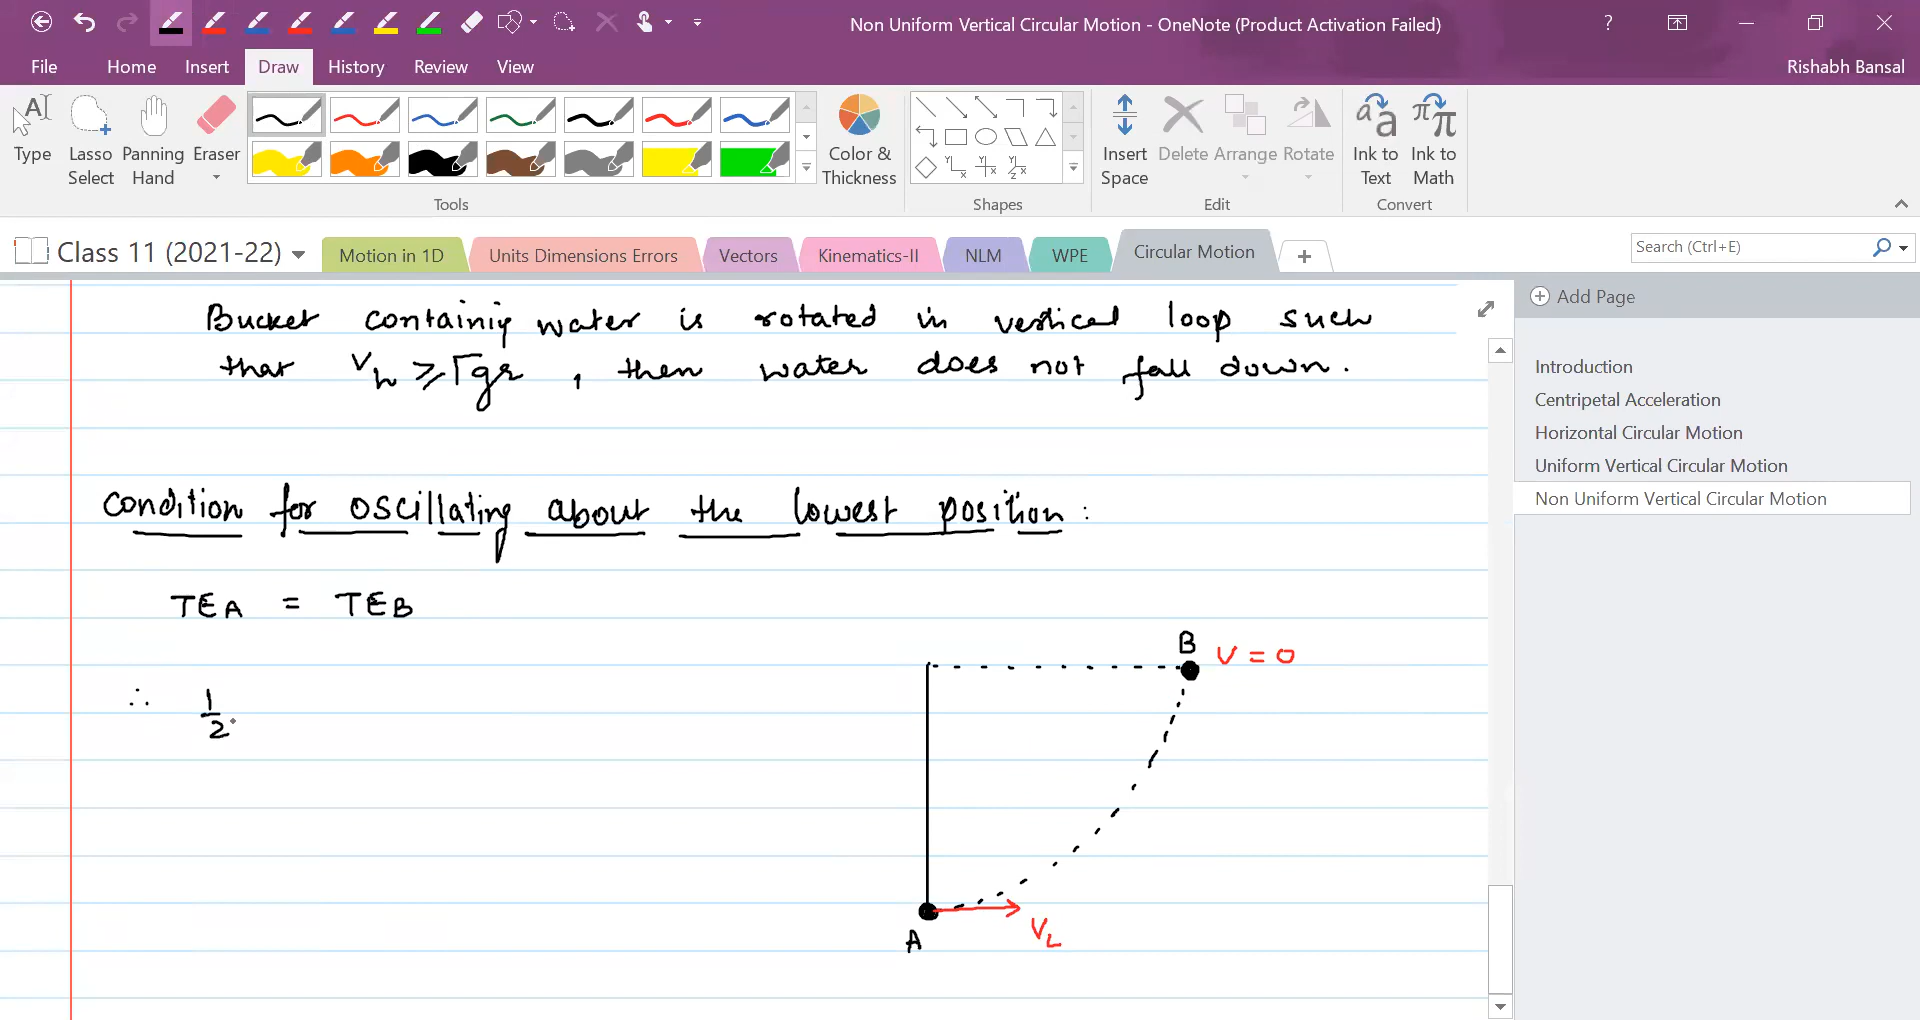 Non Uniform Vertical Circular Motion - OneNote (Product Activation Failed)
?
File Home Insert Draw History Review View
Rishabh Bansal
Type
Lasso Select
Panning Hand
Eraser
Color & Thickness
Insert Space
Delete
Arrange
Rotate
Ink to Text
Ink to Math
Tools
Shapes
Edit
Convert
Class 11 (2021-22)
Motion in 1D
Units Dimensions Errors
Vectors
Kinematics-II
NLM
WPE
Circular Motion
+
Search (Ctrl+E)
Add Page
Introduction
Centripetal Acceleration
Horizontal Circular Motion
Uniform Vertical Circular Motion
Non Uniform Vertical Circular Motion
Bucket containing water is rotated in vertical loop such
that Vh ≥ √gr , then water does not fall down.
Condition for oscillating about the lowest position :
TEA = TEB
∴ 1/2
B V = 0
A VL